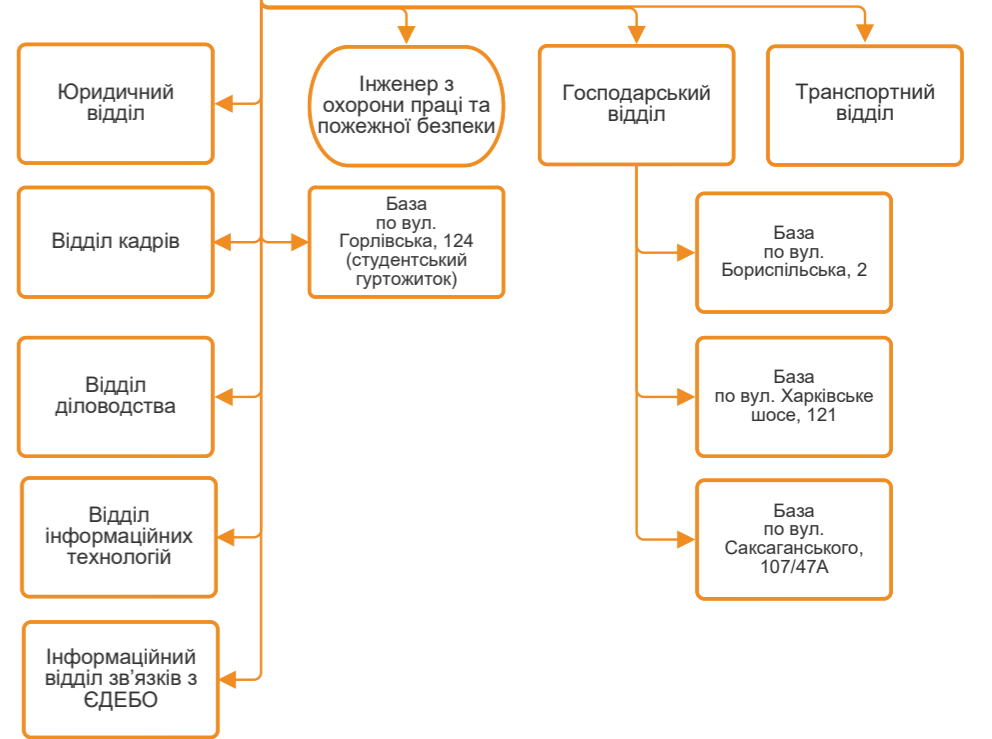 Юридичний
відділ
Інженер з
охорони праці та
пожежної безпеки
Господарський
відділ
Транспортний
відділ
Відділ кадрів
База
по вул.
Горлівська, 124
(студентський
гуртожиток)
База
по вул.
Бориспільська, 2
Відділ
діловодства
База
по вул. Харківське
шосе, 121
Відділ
інформаційних
технологій
База
по вул.
Саксаганського,
107/47А
Інформаційний
відділ зв’язків з
ЄДЕБО